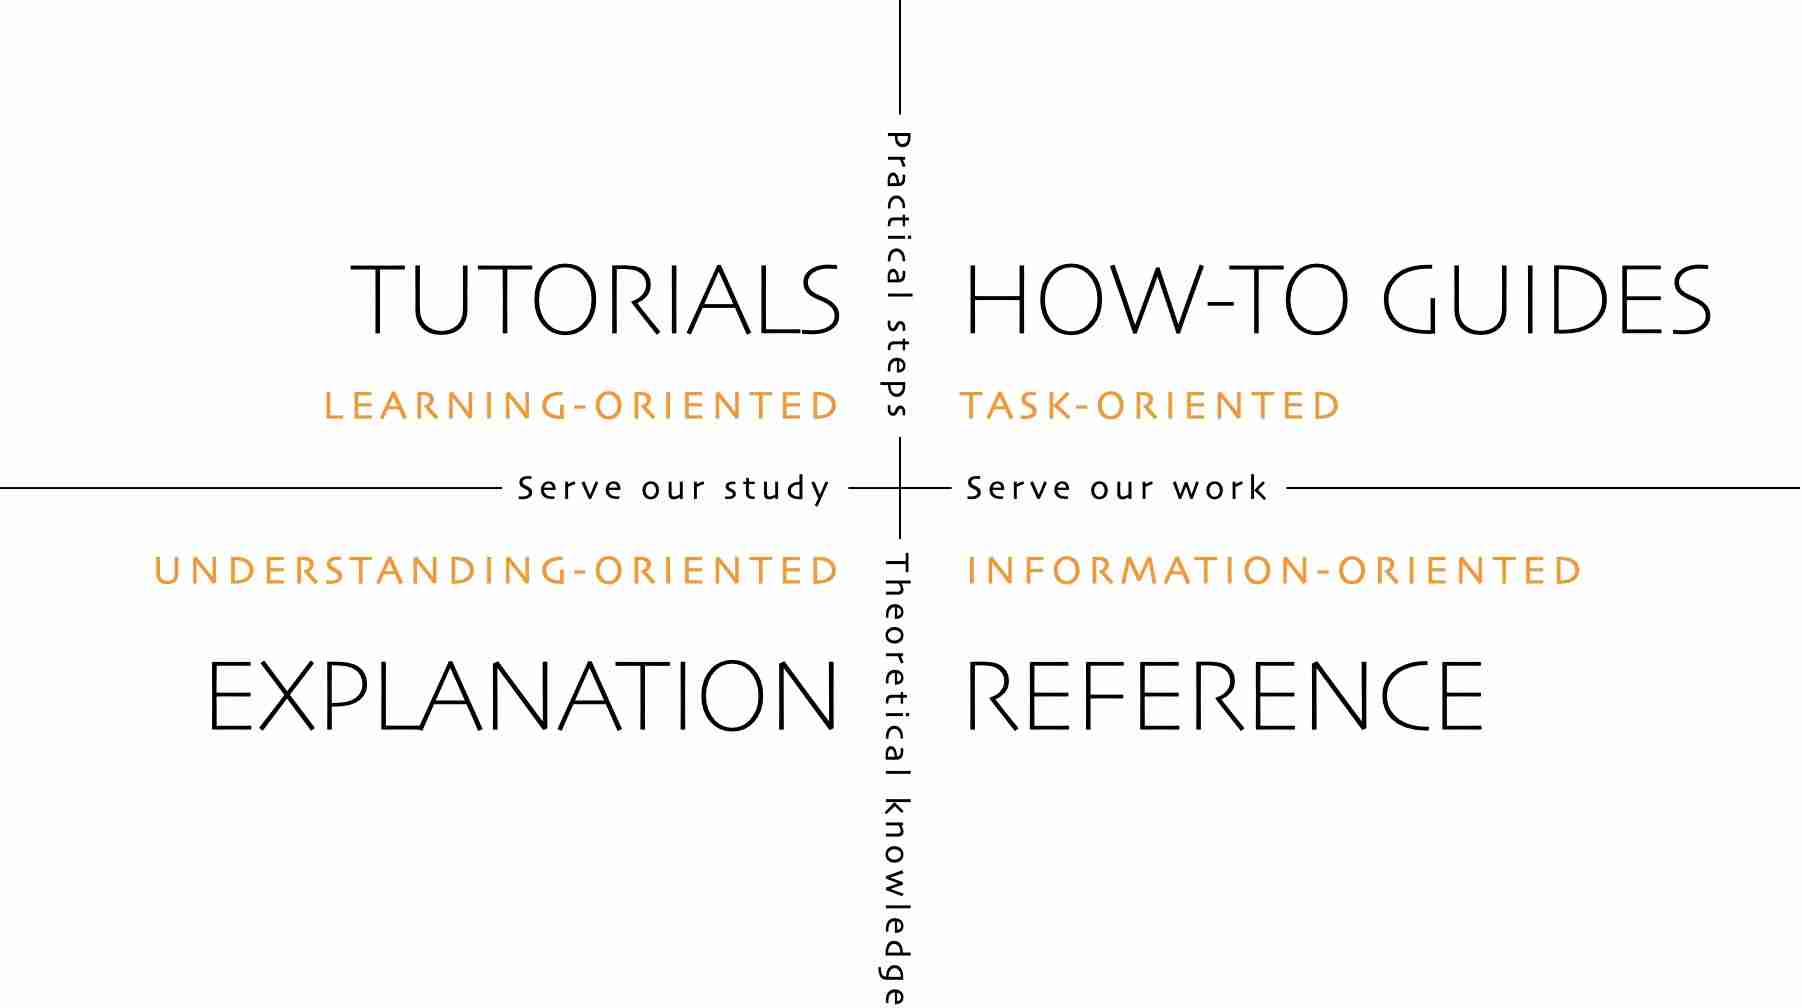 Practical steps
TUTORIALS
HOW-TO GUIDES
LEARNING-ORIENTED
TASK-ORIENTED
Serve our study
Serve our work
UNDERSTANDING-ORIENTED
INFORMATION-ORIENTED
Theoretical knowledge
EXPLANATION
REFERENCE